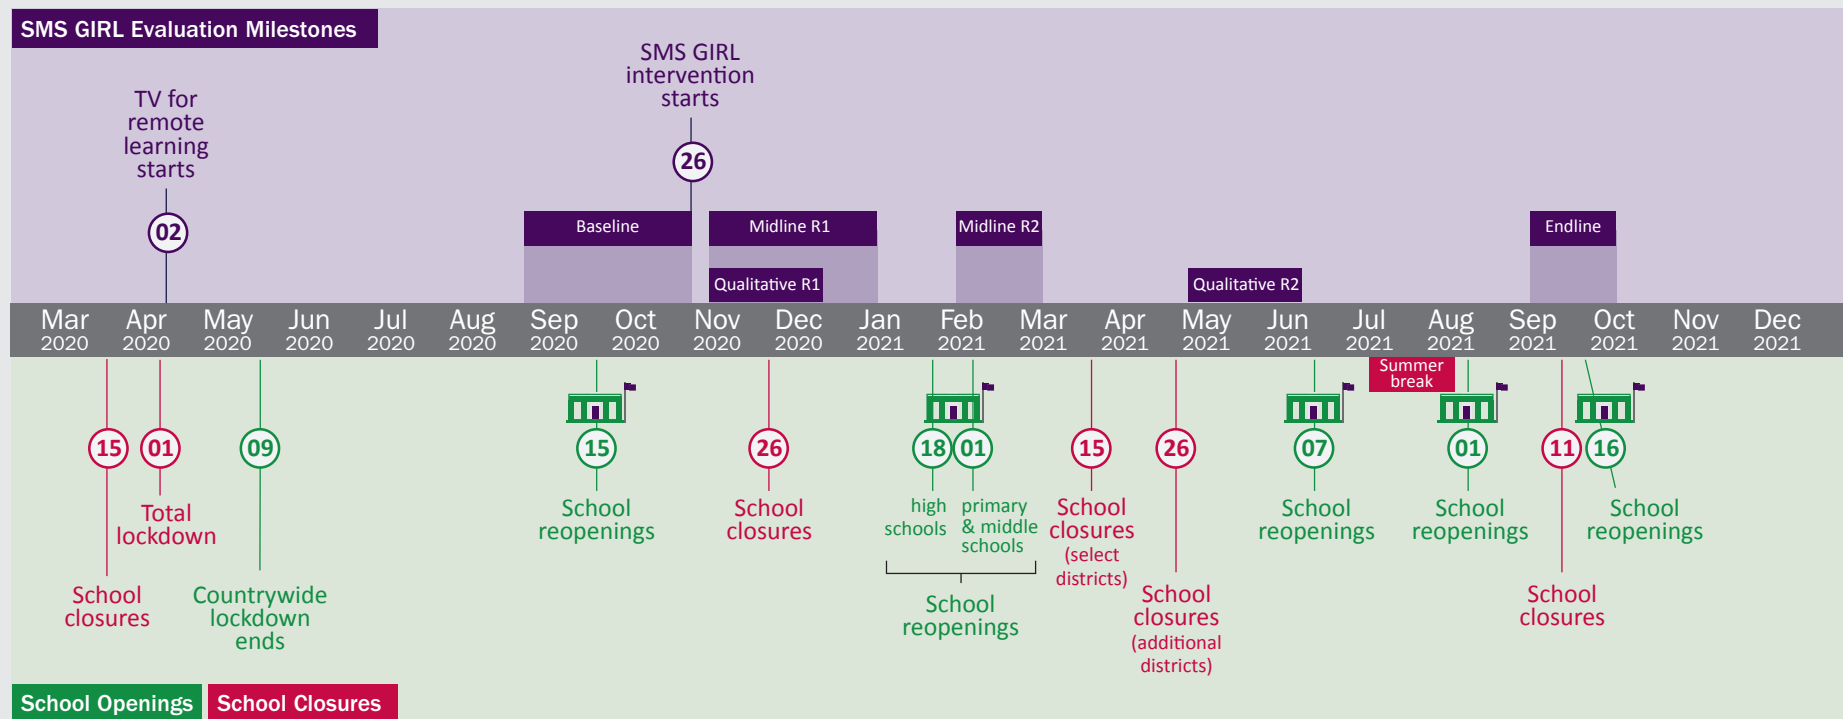 SMS GIRL Evaluation Milestones
TV for
remote
learning
starts
02
SMS GIRL
intervention
starts
26
Baseline
Midline R1
Midline R2
Endline
Qualitative R1
Qualitative R2
Mar Apr May Jun Jul Aug Sep Oct Nov Dec Jan Feb Mar Apr May Jun Jul Aug Sep Oct Nov Dec
2020 2020 2020 2020 2020 2020 2020 2020 2020 2020 2021 2021 2021 2021 2021 2021 2021 2021 2021 2021 2021 2021
Summer
break
15
School
closures
01
Total
lockdown
09
Countrywide
lockdown
ends
15
School
reopenings
26
School
closures
18
high
schools
01
primary
& middle
schools
School
reopenings
15
School
closures
(select
districts)
26
School
closures
(additional
districts)
07
School
reopenings
01
School
reopenings
11
School
closures
16
School
reopenings
School Openings
School Closures